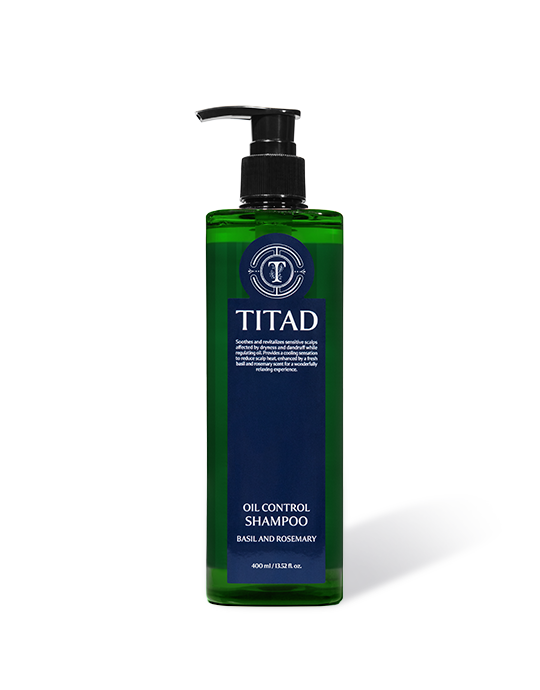 T
TITAD
Soothes and revitalizes sensitive scalps
affected by dryness and dandruff while
regulating oil. Provides a cooling sensation
to reduce scalp heat, enhanced by a fresh
basil and rosemary scent for a wonderfully
relaxing experience.
OIL CONTROL
SHAMPOO
BASIL AND ROSEMARY
400 ml / 13.52 fl. oz.